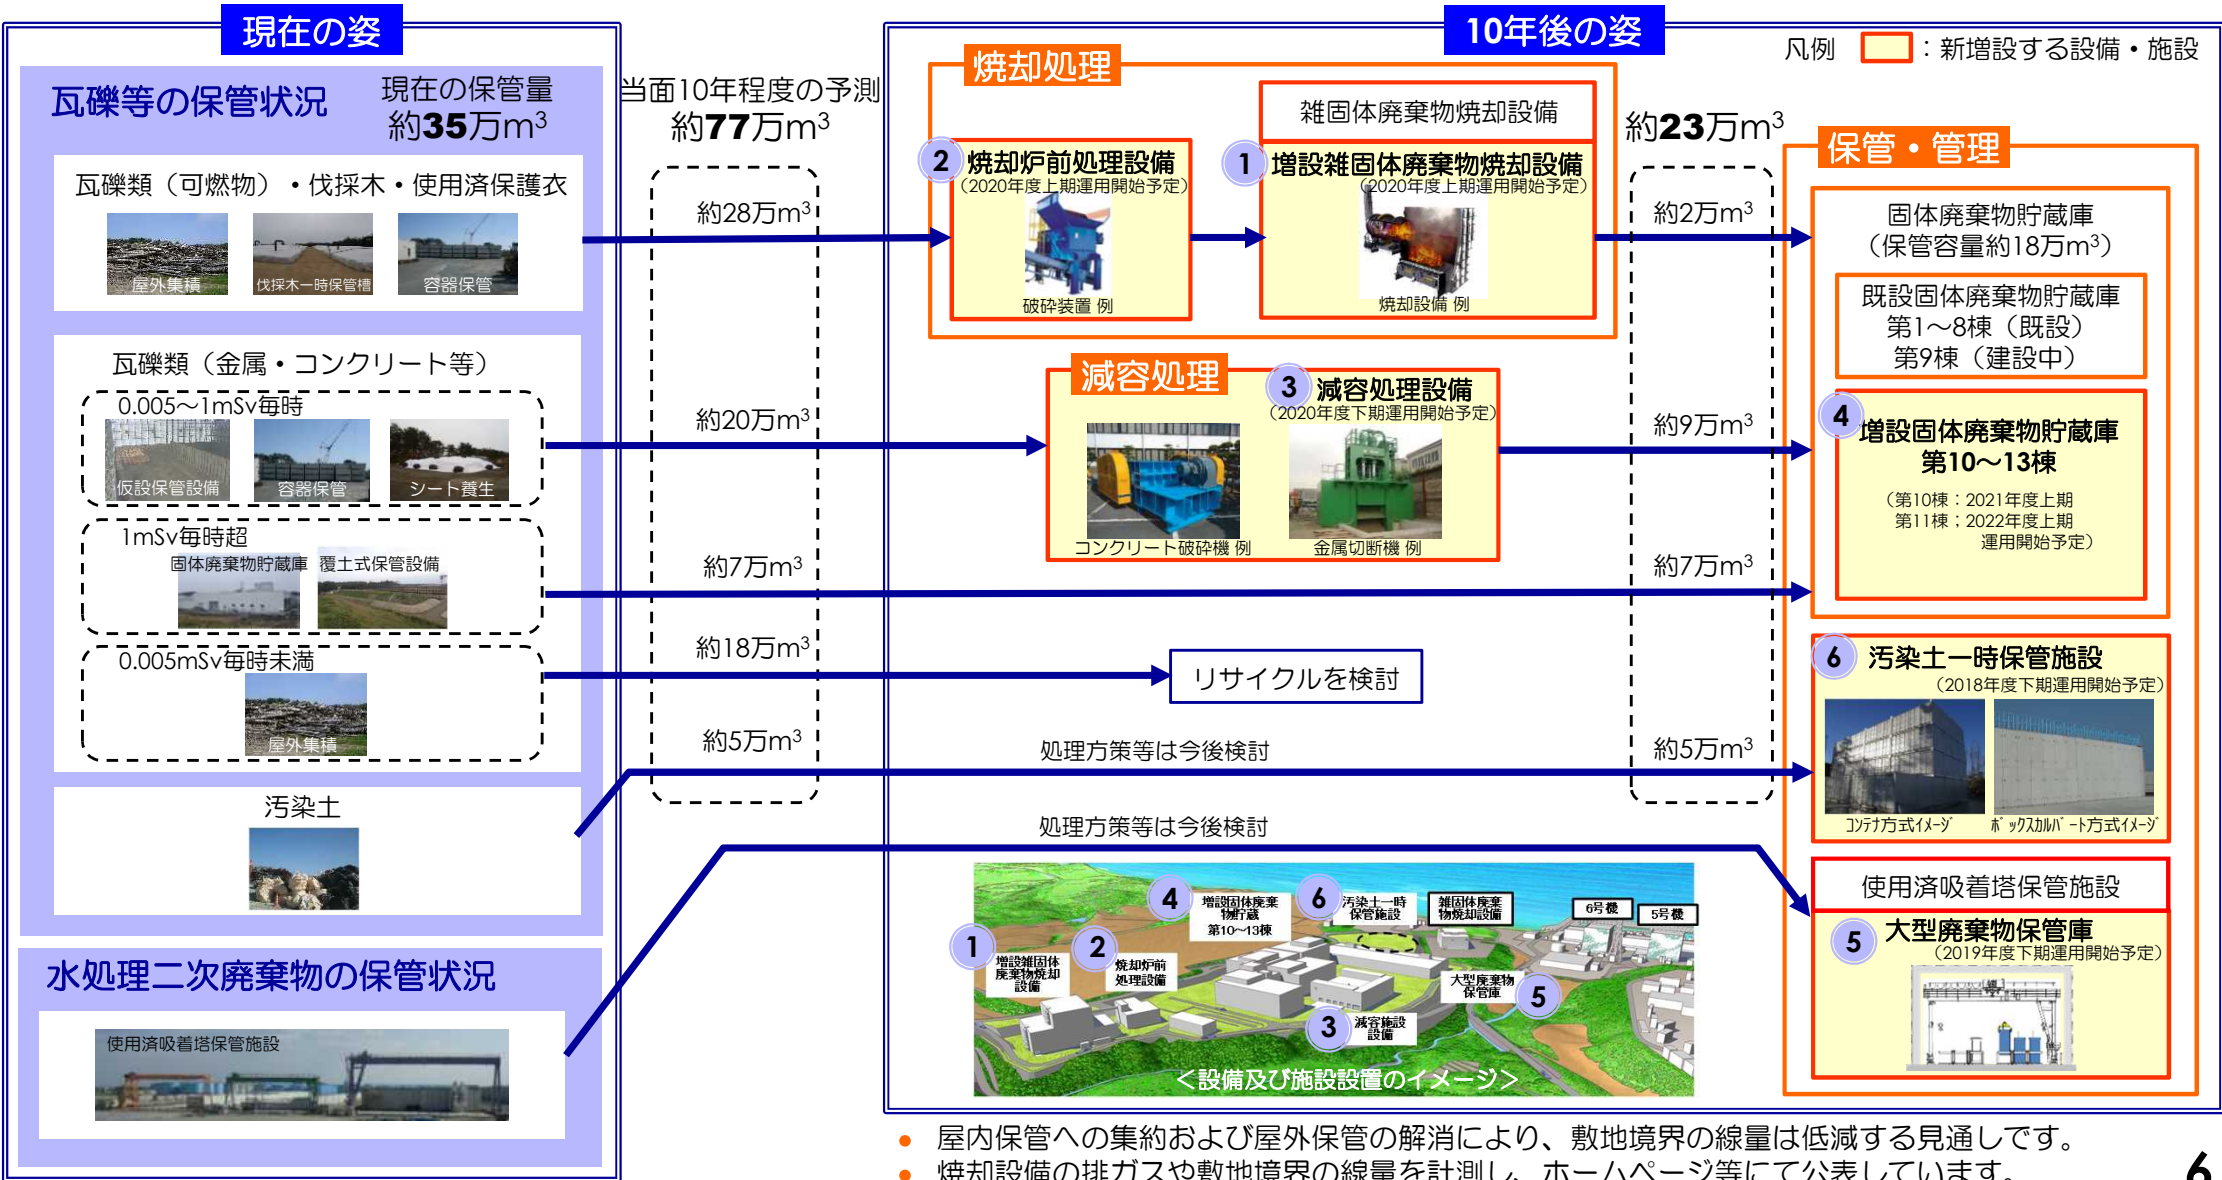 現在の姿
瓦礫等の保管状況
現在の保管量
約35万m3
瓦礫類（可燃物）・伐採木・使用済保護衣
屋外集積
伐採木一時保管槽
容器保管
瓦礫類（金属・コンクリート等）
0.005～1mSv毎時
仮設保管設備
容器保管
シート養生
1mSv毎時超
固体廃棄物貯蔵庫
覆土式保管設備
0.005mSv毎時未満
屋外集積
汚染土
水処理二次廃棄物の保管状況
使用済吸着塔保管施設
当面10年程度の予測
約77万m3
約28万m3
約20万m3
約7万m3
約18万m3
約5万m3
10年後の姿
凡例
：新増設する設備・施設
焼却処理
雑固体廃棄物焼却設備
2
焼却炉前処理設備
（2020年度上期運用開始予定）
破砕装置 例
1
増設雑固体廃棄物焼却設備
（2020年度上期運用開始予定）
焼却設備 例
減容処理
3
減容処理設備
（2020年度下期運用開始予定）
コンクリート破砕機 例
金属切断機 例
リサイクルを検討
処理方策等は今後検討
処理方策等は今後検討
約23万m3
約2万m3
約9万m3
約7万m3
約5万m3
保管・管理
固体廃棄物貯蔵庫
（保管容量約18万m3）
既設固体廃棄物貯蔵庫
第1～8棟（既設）
第9棟（建設中）
4
増設固体廃棄物貯蔵庫
第10～13棟
（第10棟：2021年度上期
第11棟；2022年度上期
運用開始予定）
6
汚染土一時保管施設
（2018年度下期運用開始予定）
コンテナ方式イメージ
ボックスカルバート方式イメージ
使用済吸着塔保管施設
5
大型廃棄物保管庫
（2019年度下期運用開始予定）
1
増設雑固体
廃棄物焼却
設備
2
焼却炉前
処理設備
4
増設固体廃棄
物貯蔵
第10～13棟
6
汚染土一時
保管施設
雑固体廃棄
物焼却設備
6号機
5号機
大型廃棄物
保管庫
5
3
減容施設
設備
＜設備及び施設設置のイメージ＞
• 屋内保管への集約および屋外保管の解消により、敷地境界の線量は低減する見通しです。
• 焼却設備の排ガスや敷地境界の線量を計測し、ホームページ等にて公表しています。
6